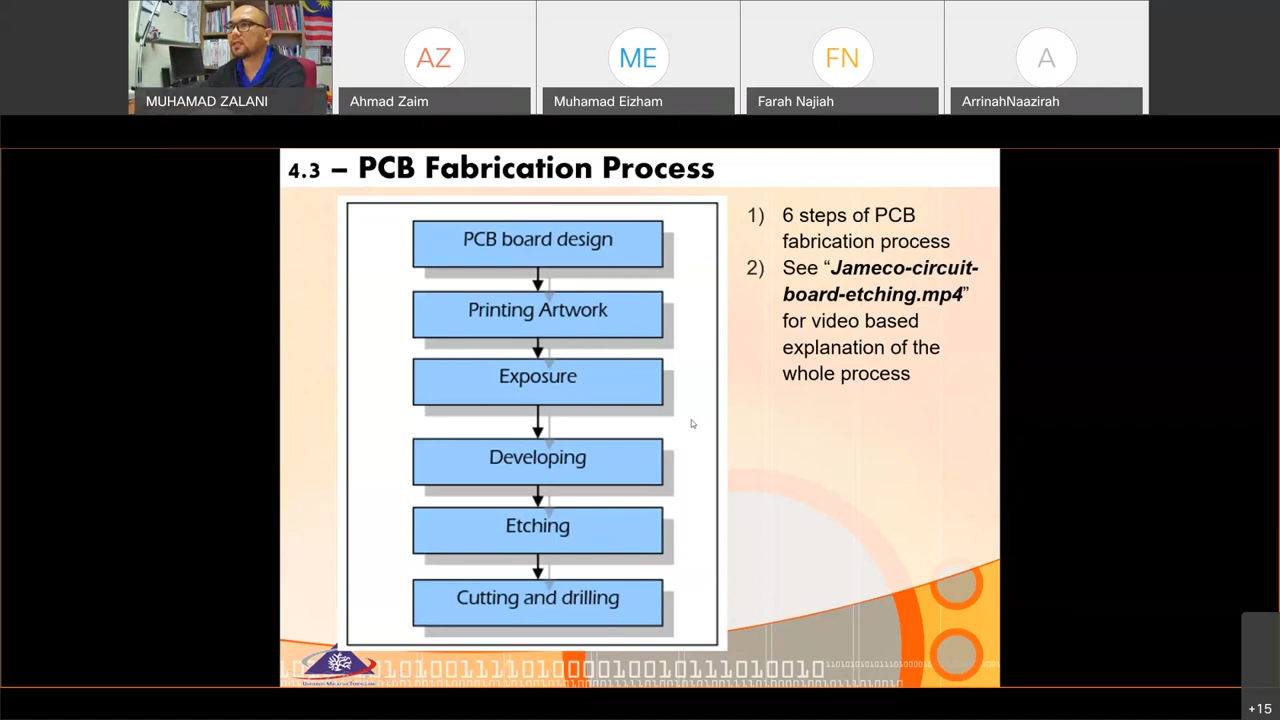 AZ
ME
FN
A
MUHAMAD ZALANI
Ahmad Zaim
Muhamad Eizham
Farah Najiah
ArrinahNaazirah
4.3 – PCB Fabrication Process
PCB board design
Printing Artwork
Exposure
Developing
Etching
Cutting and drilling
1) 6 steps of PCB
fabrication process
2) See “Jameco-circuit-
board-etching.mp4”
for video based
explanation of the
whole process
+15